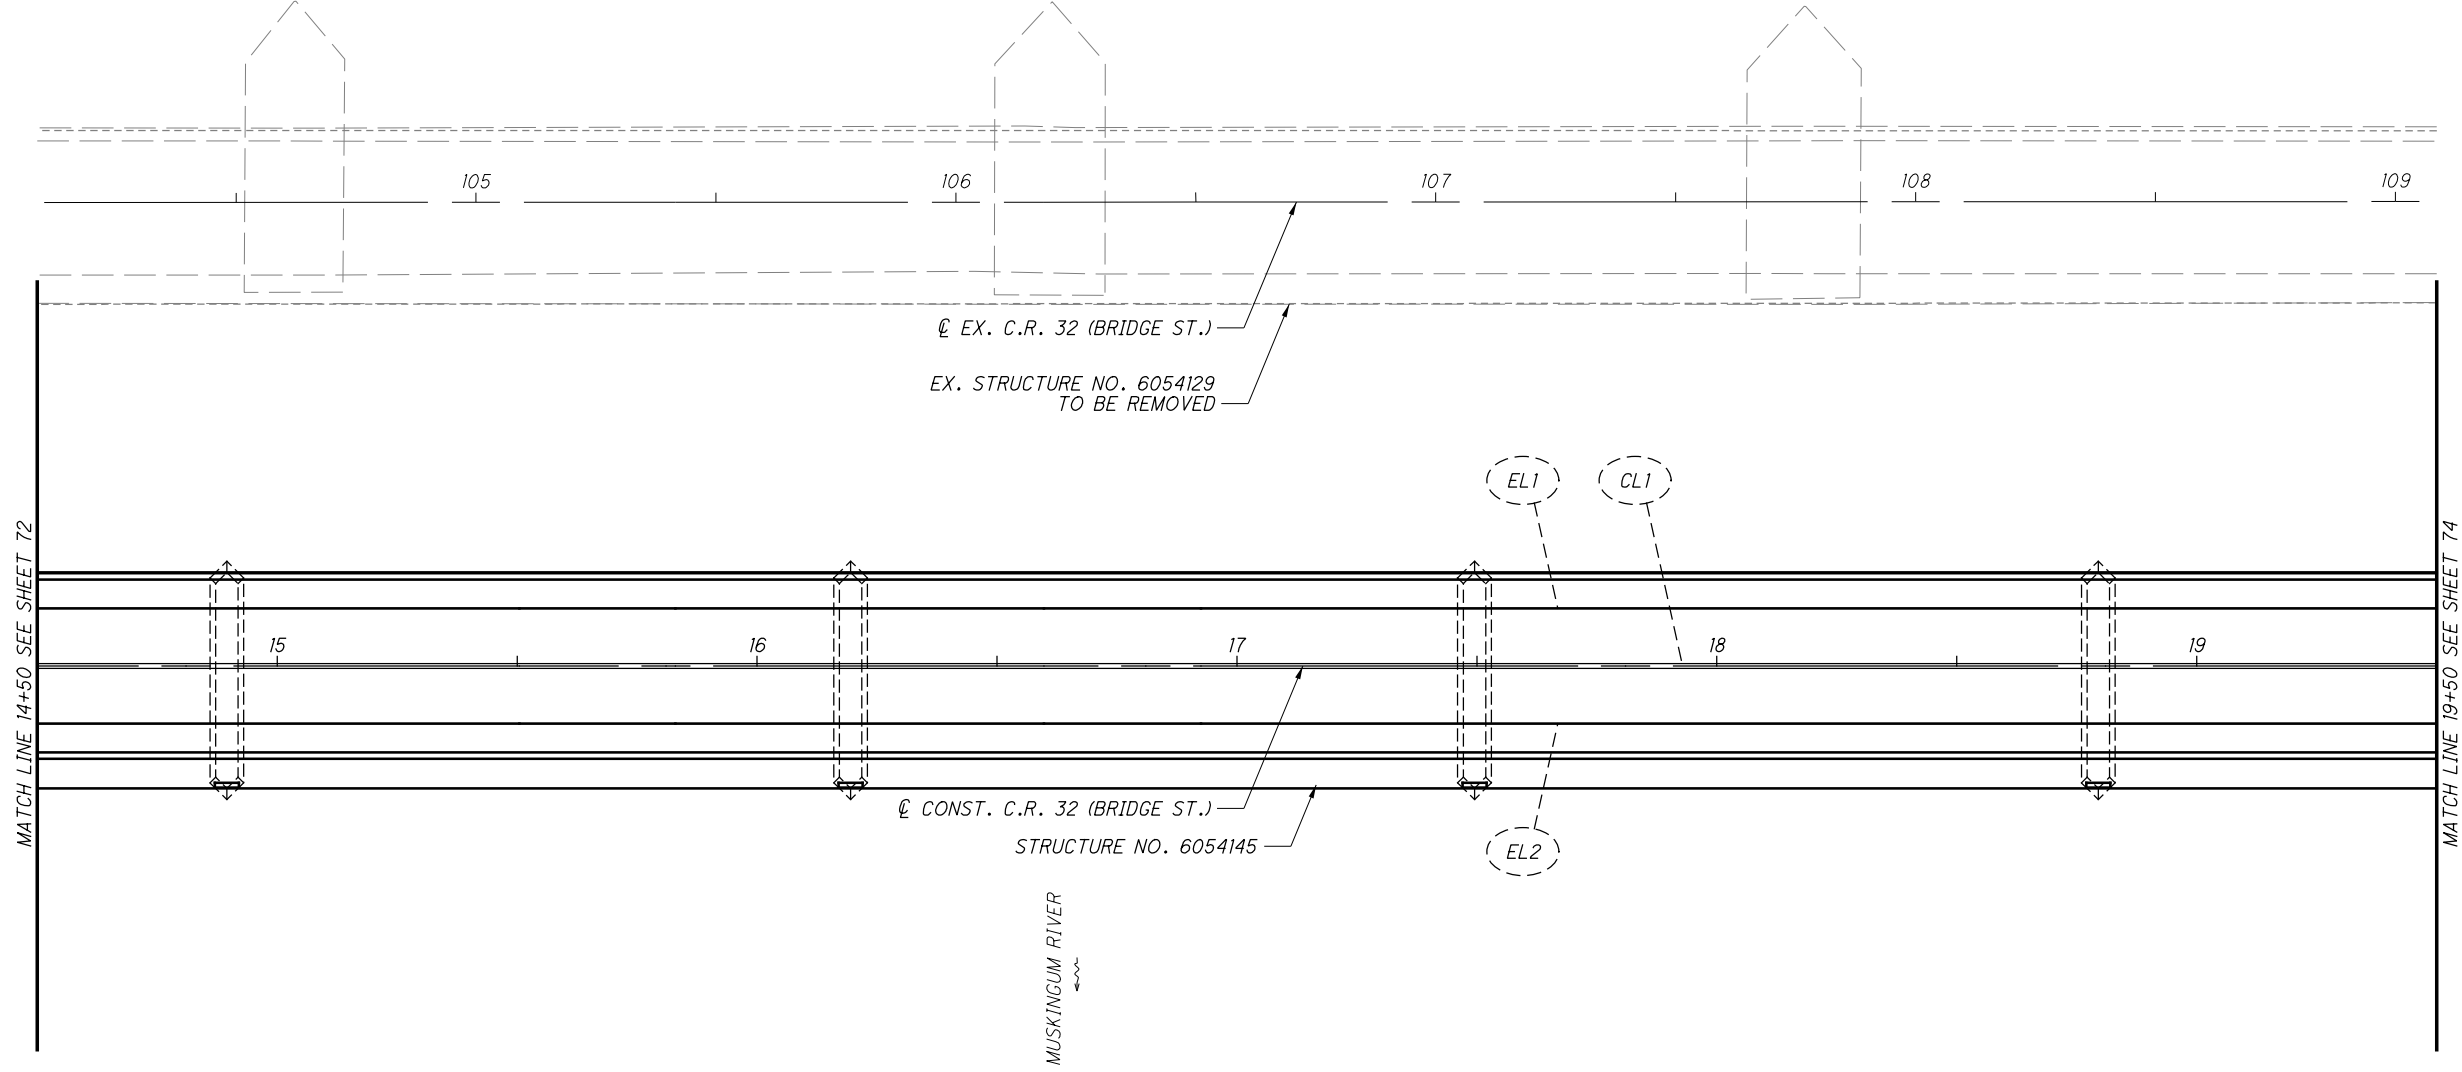 105
106
107
108
109
℄ EX. C.R. 32 (BRIDGE ST.)
EX. STRUCTURE NO. 6054129
TO BE REMOVED
EL1
CL1
MATCH LINE 14+50 SEE SHEET 72
MATCH LINE 19+50 SEE SHEET 74
15
16
17
18
19
℄ CONST. C.R. 32 (BRIDGE ST.)
STRUCTURE NO. 6054145
EL2
MUSKINGUM RIVER